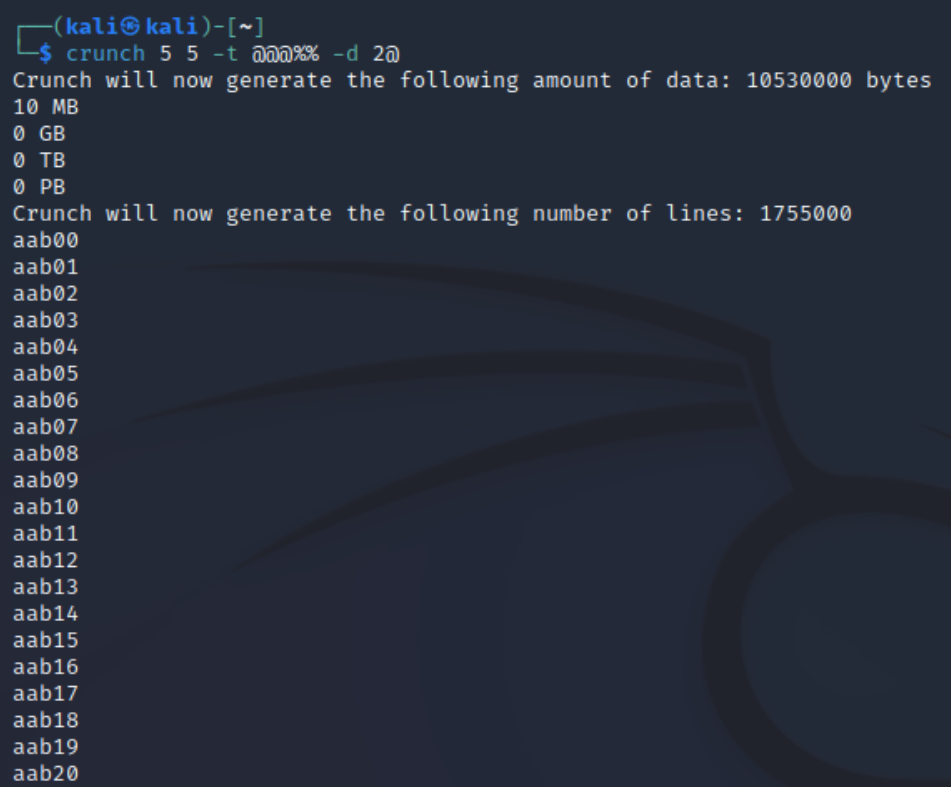 ┌──(kali㉿kali)-[~]
└─$ crunch 5 5 -t @@@%% -d 2@
Crunch will now generate the following amount of data: 10530000 bytes
10 MB
0 GB
0 TB
0 PB
Crunch will now generate the following number of lines: 1755000
aab00
aab01
aab02
aab03
aab04
aab05
aab06
aab07
aab08
aab09
aab10
aab11
aab12
aab13
aab14
aab15
aab16
aab17
aab18
aab19
aab20